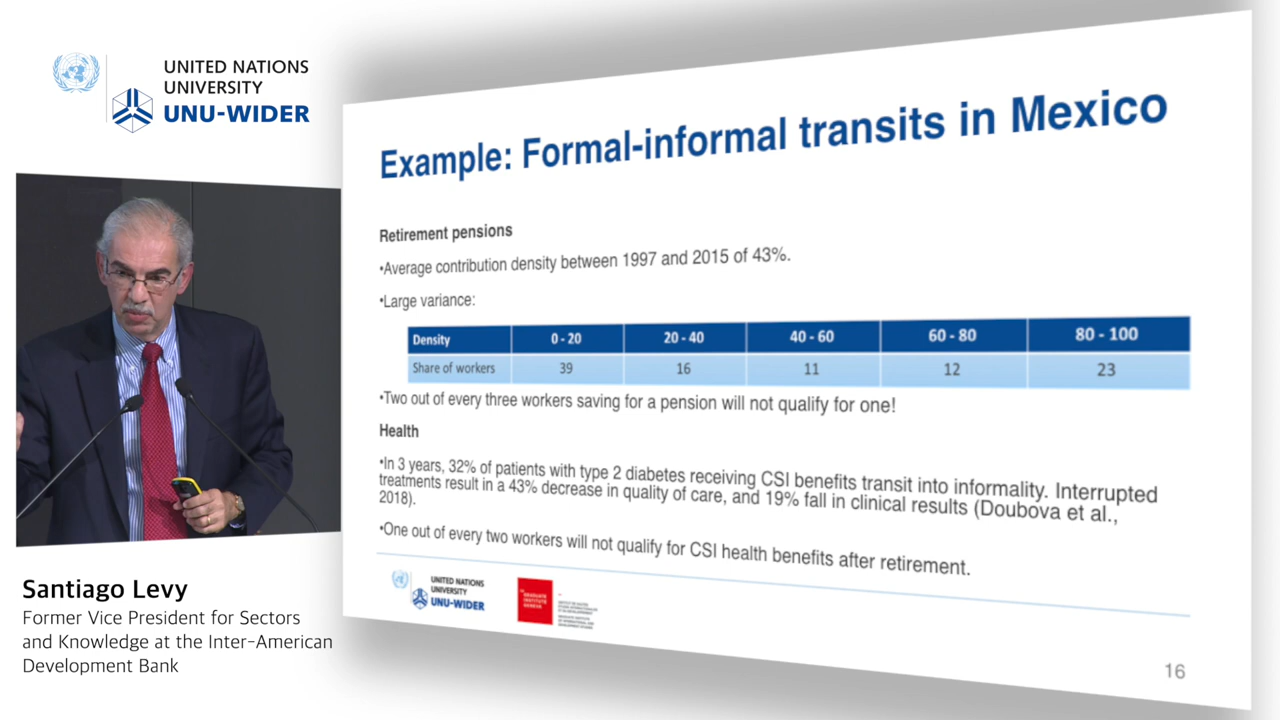 UNITED NATIONS
UNIVERSITY
UNU-WIDER
Example: Formal-informal transits in Mexico
Retirement pensions
•Average contribution density between 1997 and 2015 of 43%.
•Large variance:
Density 0 - 20 20 - 40 40 - 60 60 - 80 80 - 100
Share of workers 39 16 11 12 23
•Two out of every three workers saving for a pension will not qualify for one!
Health
•In 3 years, 32% of patients with type 2 diabetes receiving CSI benefits transit into informality. Interrupted
treatments result in a 43% decrease in quality of care, and 19% fall in clinical results (Doubova et al.,
2018).
•One out of every two workers will not qualify for CSI health benefits after retirement.
UNITED NATIONS
UNIVERSITY
UNU-WIDER
GRADUATE
INSTITUTE
GENEVA
16
Santiago Levy
Former Vice President for Sectors
and Knowledge at the Inter-American
Development Bank